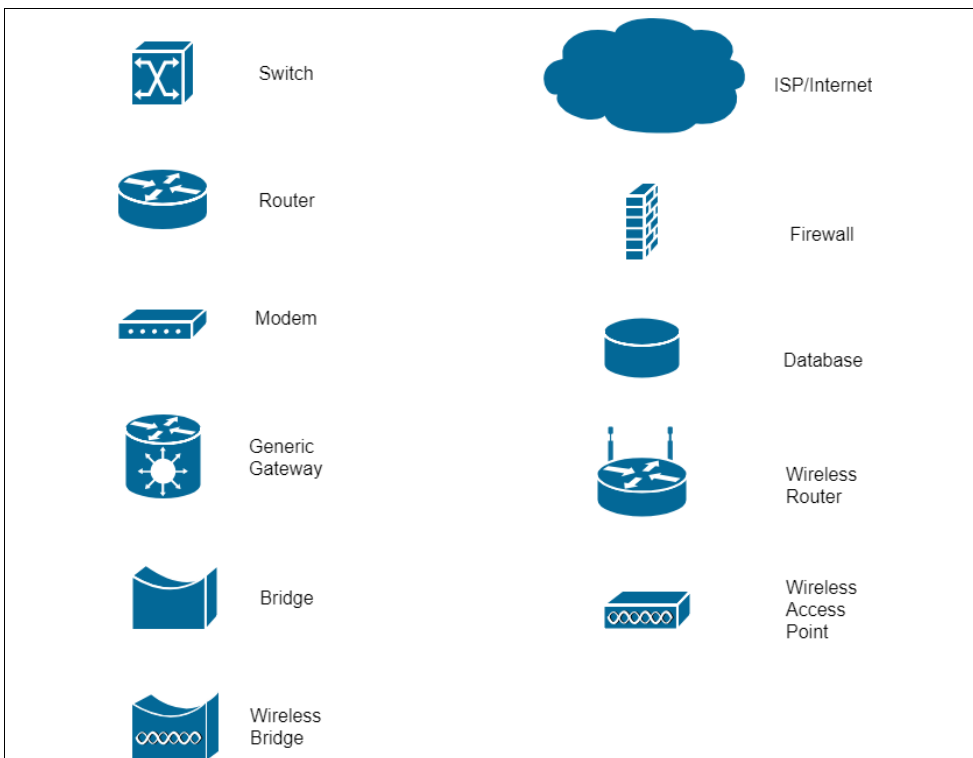 Switch
ISP/Internet
Router
Firewall
Modem
Database
Generic
Gateway
Wireless
Router
Bridge
Wireless
Access
Point
Wireless
Bridge